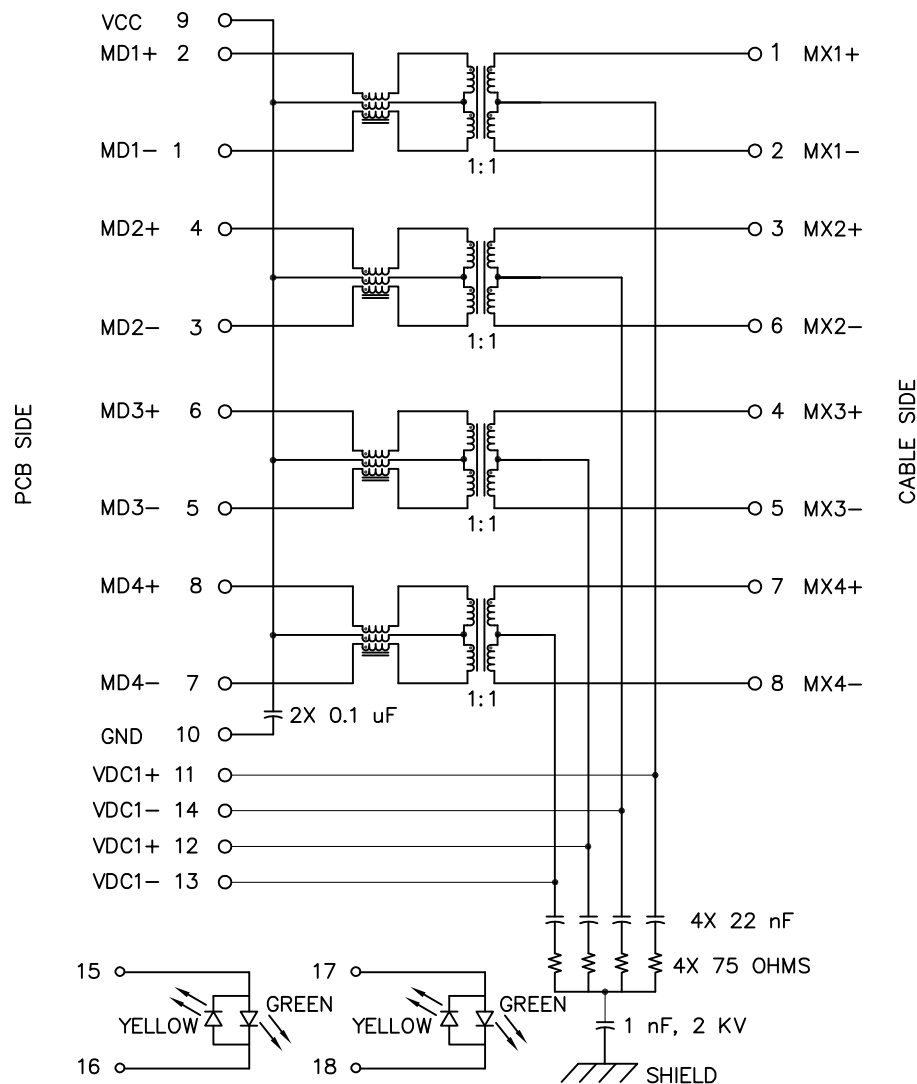 VCC 9
MD1+ 2
1 MX1+
MD1- 1
2 MX1-
1:1
MD2+ 4
3 MX2+
MD2- 3
6 MX2-
1:1
PCB SIDE
CABLE SIDE
MD3+ 6
4 MX3+
MD3- 5
5 MX3-
1:1
MD4+ 8
7 MX4+
MD4- 7
8 MX4-
1:1
2X 0.1 uF
GND 10
VDC1+ 11
VDC1- 14
VDC1+ 12
VDC1- 13
4X 22 nF
4X 75 OHMS
15
17
GREEN
GREEN
YELLOW
YELLOW
1 nF, 2 KV
16
18
SHIELD